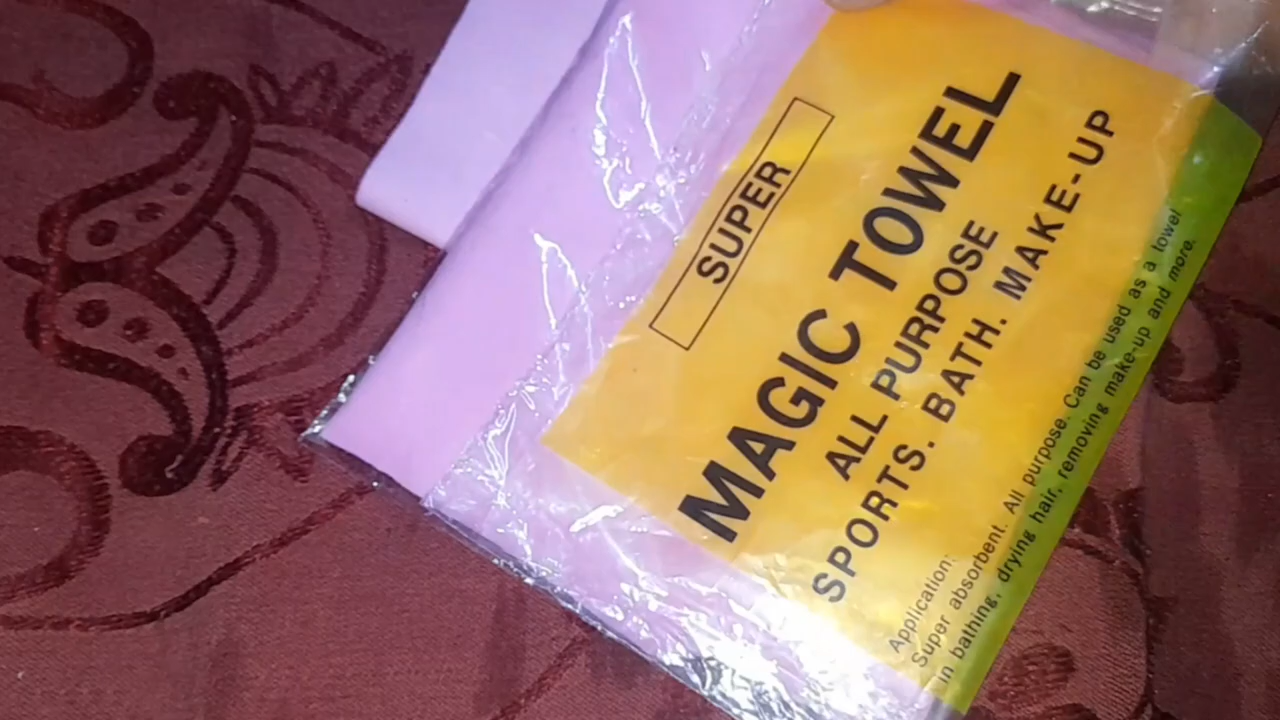 SUPER
MAGIC TOWEL
ALL PURPOSE
SPORTS. BATH. MAKE-UP
Application:
Super absorbent. All purpose. Can be used as a towel
in bathing, drying hair, removing make-up and more.